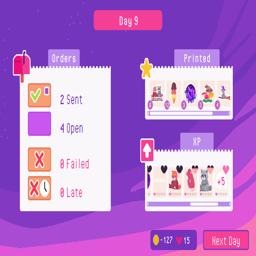 Day 9
Orders
2 Sent
4 Open
0 Failed
0 Late
Printed
XP
+5
-127
15
Next Day